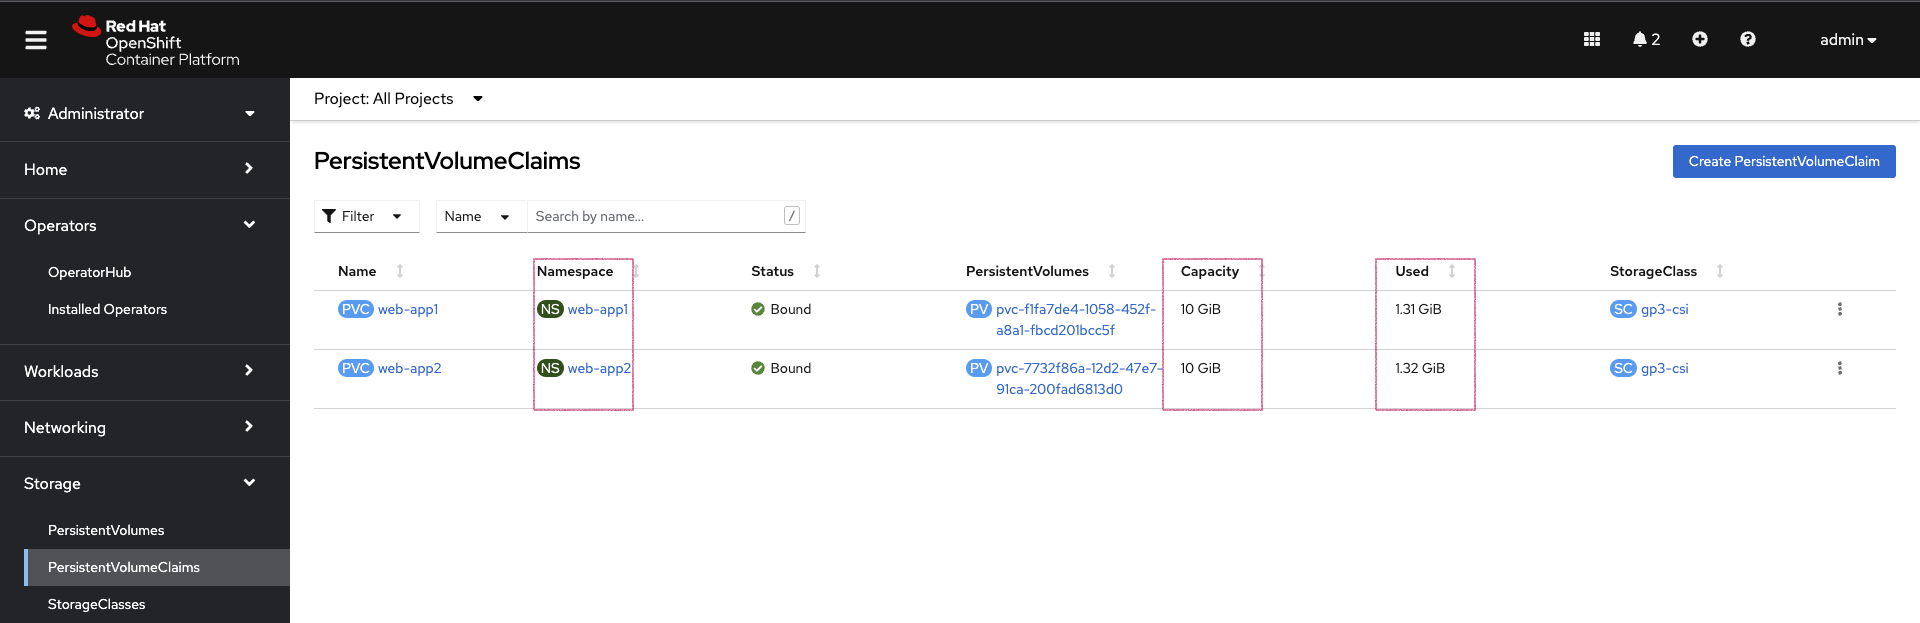 Red Hat
OpenShift
Container Platform
2
admin
Administrator
Home
Operators
OperatorHub
Installed Operators
Workloads
Networking
Storage
PersistentVolumes
PersistentVolumeClaims
StorageClasses
Project: All Projects
PersistentVolumeClaims
Create PersistentVolumeClaim
Filter Name Search by name... /
Name Namespace Status PersistentVolumes Capacity Used StorageClass
PVC web-app1 NS web-app1 Bound PV pvc-f1fa7de4-1058-452f-a8a1-fbcd201bcc5f 10 GiB 1.31 GiB SC gp3-csi
PVC web-app2 NS web-app2 Bound PV pvc-7732f86a-12d2-47e7-91ca-200fad6813d0 10 GiB 1.32 GiB SC gp3-csi